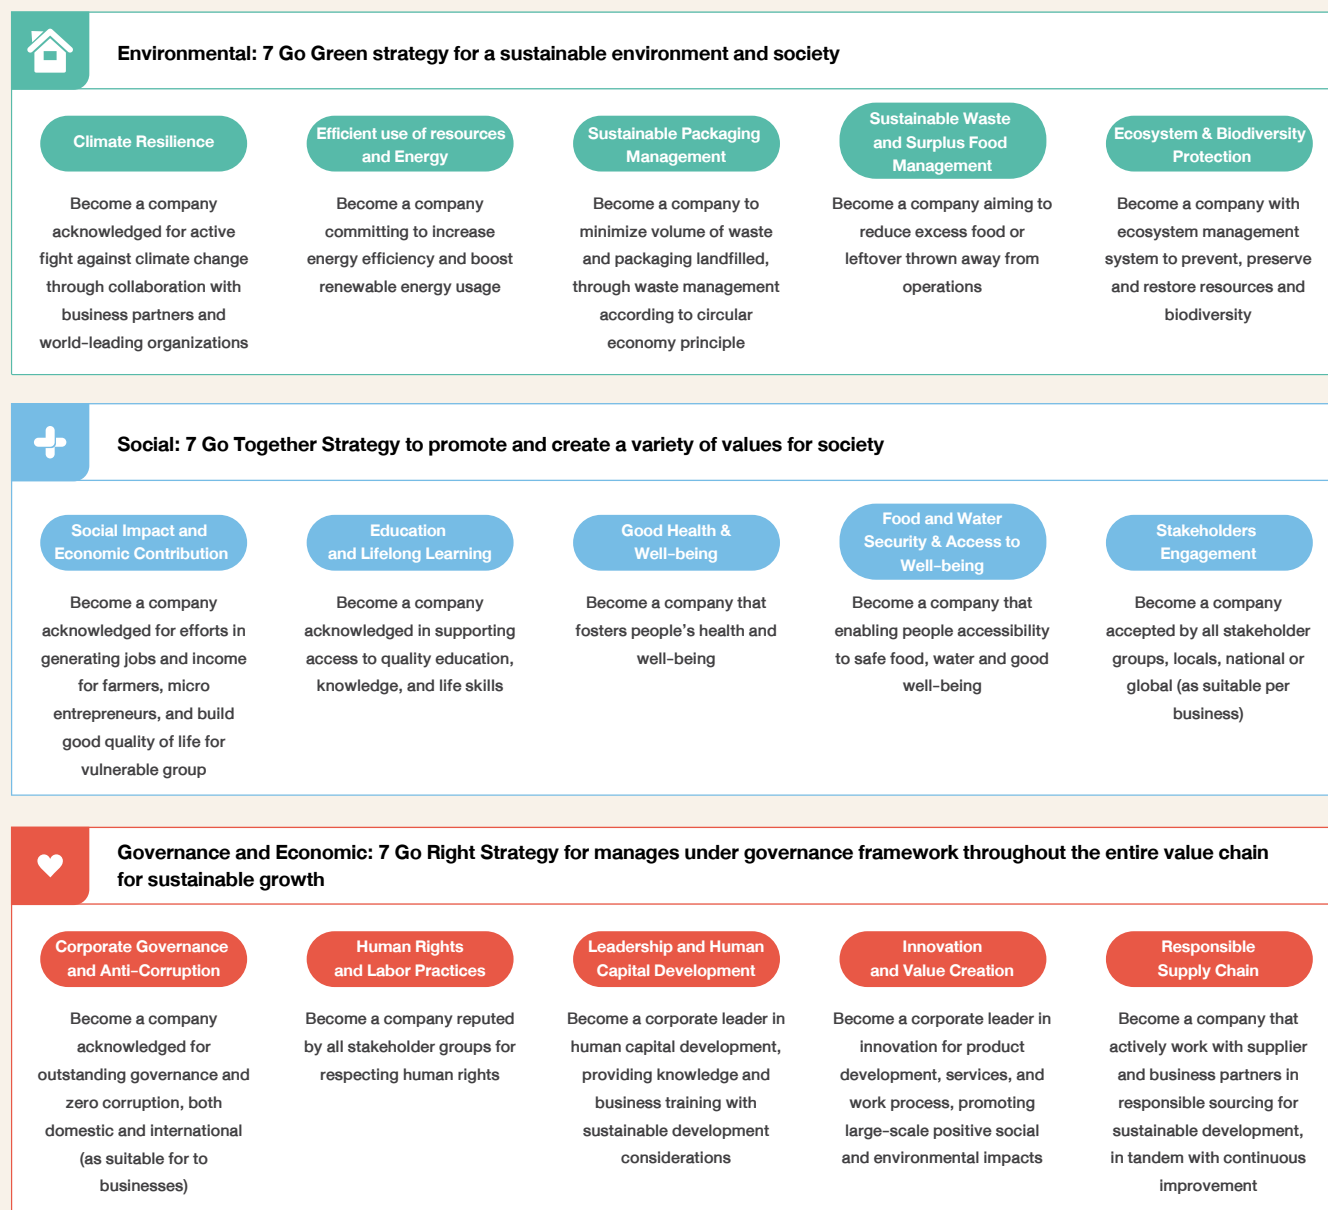 Environmental: 7 Go Green strategy for a sustainable environment and society
Climate Resilience
Become a company
acknowledged for active
fight against climate change
through collaboration with
business partners and
world-leading organizations
Efficient use of resources
and Energy
Become a company
committing to increase
energy efficiency and boost
renewable energy usage
Sustainable Packaging
Management
Become a company to
minimize volume of waste
and packaging landfilled,
through waste management
according to circular
economy principle
Sustainable Waste
and Surplus Food
Management
Become a company aiming to
reduce excess food or
leftover thrown away from
operations
Ecosystem & Biodiversity
Protection
Become a company with
ecosystem management
system to prevent, preserve
and restore resources and
biodiversity
Social: 7 Go Together Strategy to promote and create a variety of values for society
Social Impact and
Economic Contribution
Become a company
acknowledged for efforts in
generating jobs and income
for farmers, micro
entrepreneurs, and build
good quality of life for
vulnerable group
Education
and Lifelong Learning
Become a company
acknowledged in supporting
access to quality education,
knowledge, and life skills
Good Health &
Well-being
Become a company that
fosters people's health and
well-being
Food and Water
Security & Access to
Well-being
Become a company that
enabling people accessibility
to safe food, water and good
well-being
Stakeholders
Engagement
Become a company
accepted by all stakeholder
groups, locals, national or
global (as suitable per
business)
Governance and Economic: 7 Go Right Strategy for manages under governance framework throughout the entire value chain
for sustainable growth
Corporate Governance
and Anti-Corruption
Become a company
acknowledged for
outstanding governance and
zero corruption, both
domestic and international
(as suitable for to
businesses)
Human Rights
and Labor Practices
Become a company reputed
by all stakeholder groups for
respecting human rights
Leadership and Human
Capital Development
Become a corporate leader in
human capital development,
providing knowledge and
business training with
sustainable development
considerations
Innovation
and Value Creation
Become a corporate leader in
innovation for product
development, services, and
work process, promoting
large-scale positive social
and environmental impacts
Responsible
Supply Chain
Become a company that
actively work with supplier
and business partners in
responsible sourcing for
sustainable development,
in tandem with continuous
improvement